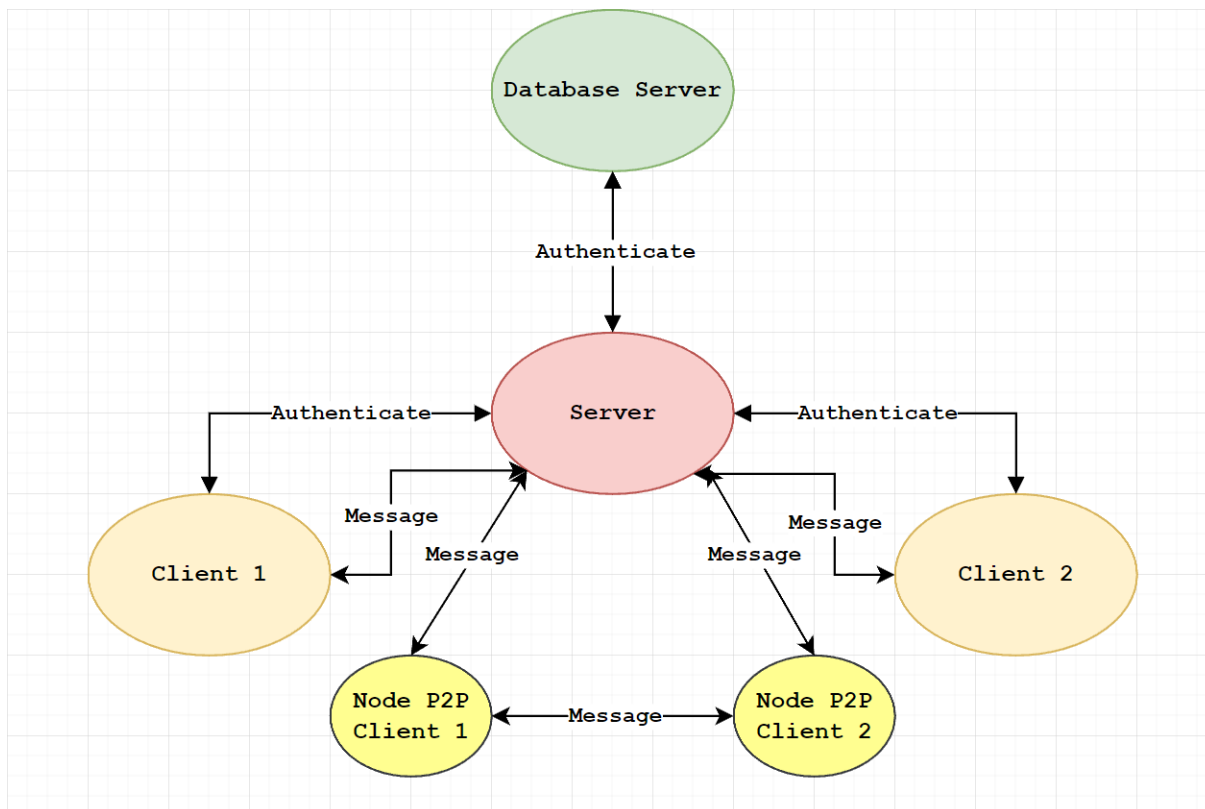 Database Server
Authenticate
Server
Authenticate
Authenticate
Message
Message
Message
Message
Client 1
Client 2
Node P2P
Client 1
Message
Node P2P
Client 2